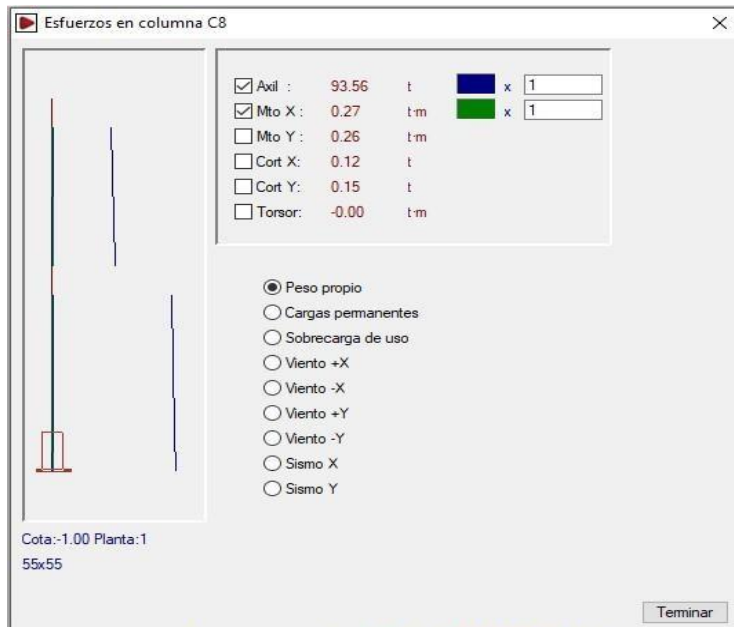 Esfuerzos en columna C8
Axil : 93.56 t x 1
Mto X : 0.27 t·m x 1
Mto Y : 0.26 t·m
Cort X: 0.12 t
Cort Y: 0.15 t
Torsor: -0.00 t·m
Peso propio
Cargas permanentes
Sobrecarga de uso
Viento +X
Viento -X
Viento +Y
Viento -Y
Sismo X
Sismo Y
Cota:-1.00 Planta:1
55x55
Terminar